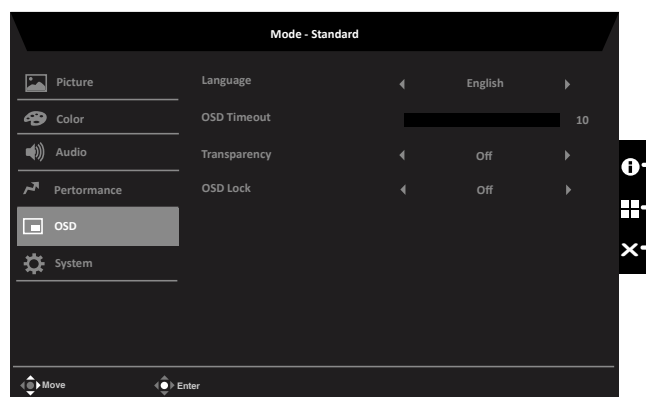 Mode - Standard
Picture
Color
Audio
Pertormance
OSD
System
Language English
OSD Timeout 10
Transparency Off
OSD Lock Off
Move Enter